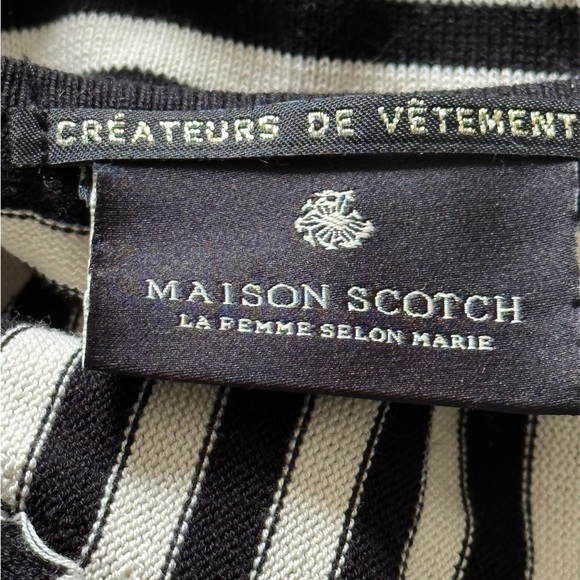 CRÉATEURS DE VÊTEMENT
MAISON SCOTCH
LA FEMME SELON MARIE